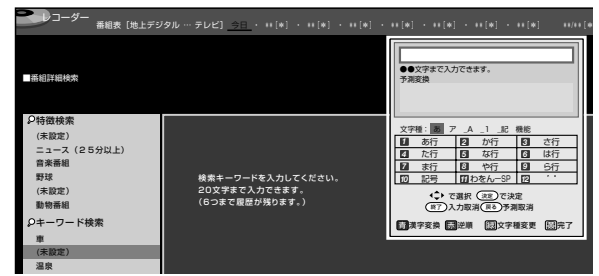 レコーダー
番組表 [地上デジタル … テレビ] 今日 ・ **[*] ・ **[*] ・ **[*] ・ **[*] ・ **[*] ・ **[*] **/**[*
■番組詳細検索
特徴検索
(未設定)
ニュース (25分以上)
音楽番組
野球
(未設定)
動物番組
キーワード検索
車
(未設定)
温泉
検索キーワードを入力してください。
20文字まで入力できます。
(6つまで履歴が残ります。)
●●文字まで入力できます。
予測変換
文字種: あ ア _A _1 _記 機能
1 あ行 2 か行 3 さ行
4 た行 5 な行 6 は行
7 ま行 8 や行 9 ら行
10 記号 11 わをん-SP 12 ゛゜
で選択 決定 で決定
終了 入力取消 戻る 予測取消
青 漢字変換 赤 逆順 緑 文字種変更 黄 完了